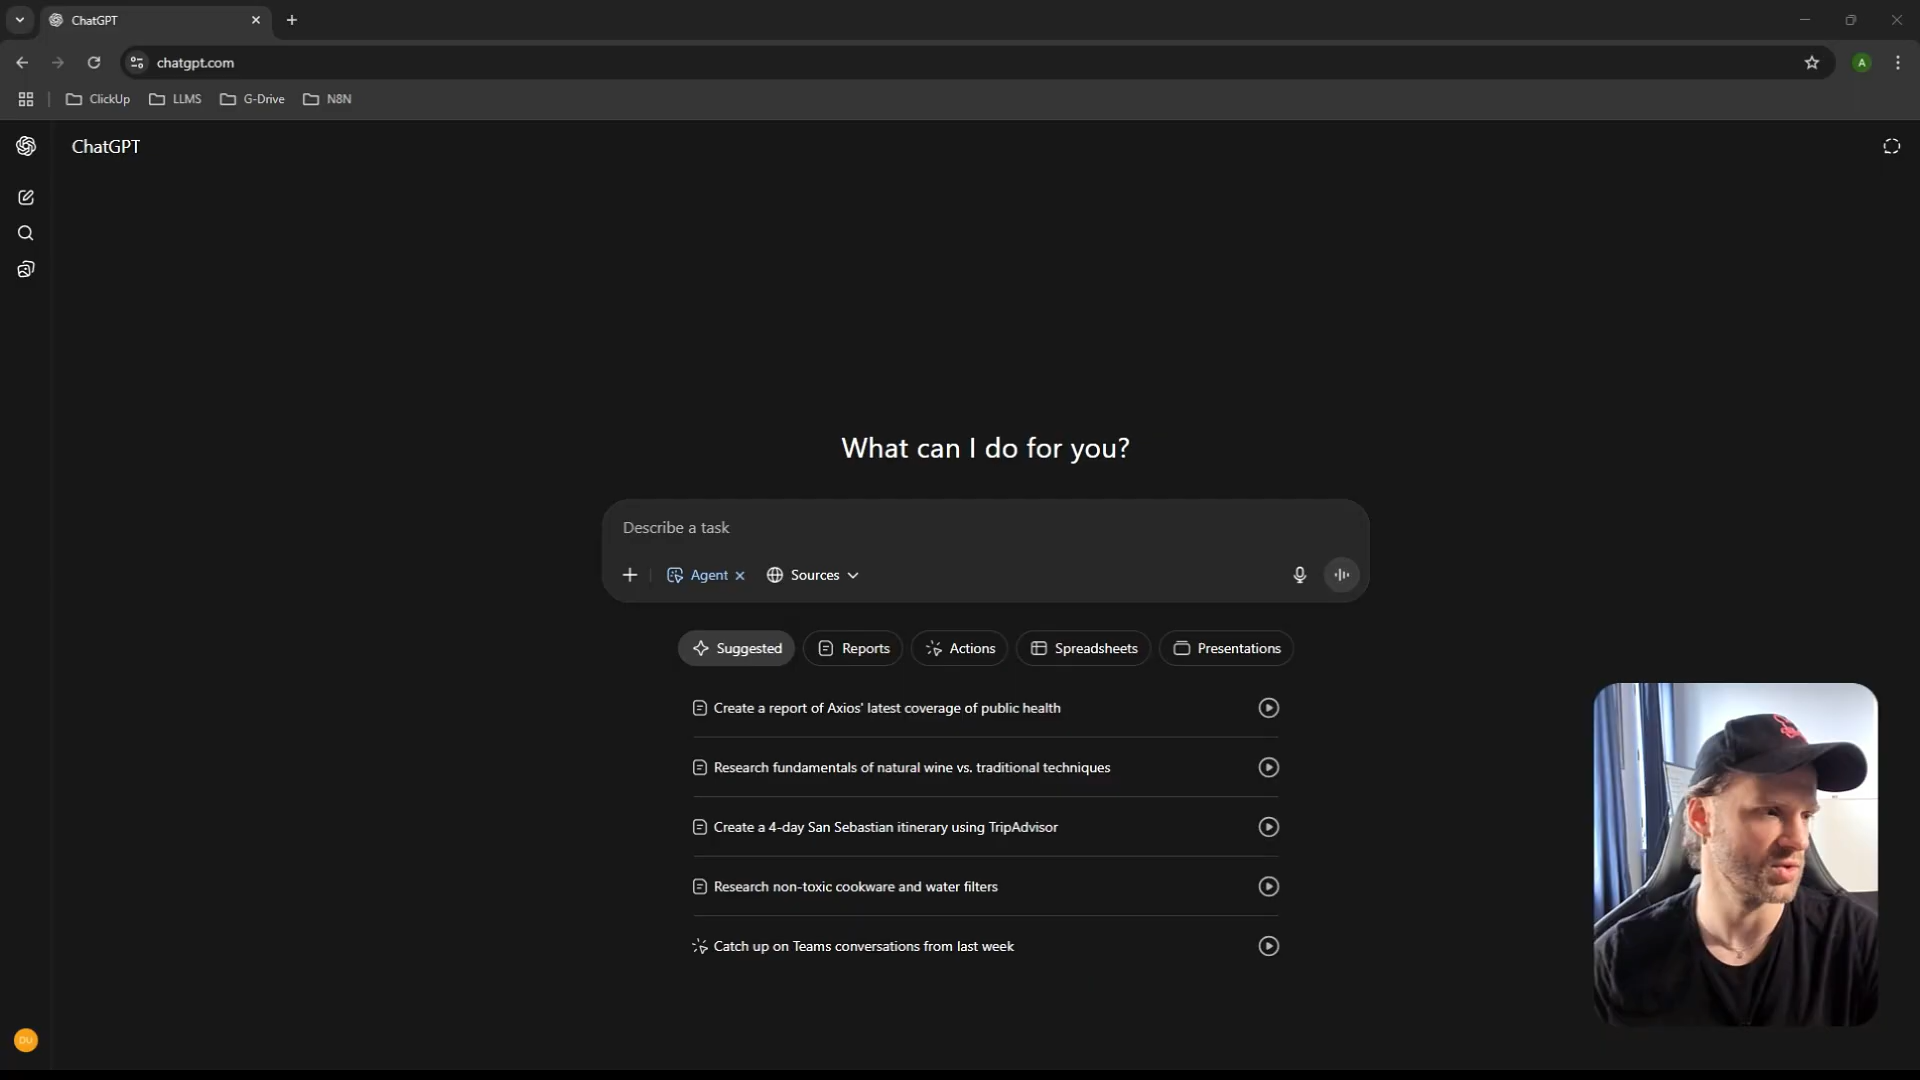 ChatGPT
chatgpt.com
A
ClickUp
LLMS
G-Drive
N8N
ChatGPT
What can I do for you?
Describe a task
Agent
Sources
Suggested
Reports
Actions
Spreadsheets
Presentations
Create a report of Axios' latest coverage of public health
Research fundamentals of natural wine vs. traditional techniques
Create a 4-day San Sebastian itinerary using TripAdvisor
Research non-toxic cookware and water filters
Catch up on Teams conversations from last week
DU